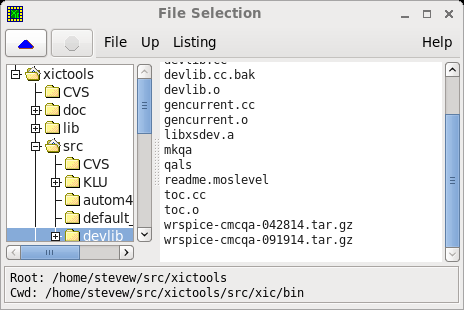 File Selection
File Up Listing Help
xictools
CVS
doc
lib
src
CVS
KLU
autom4
default_
devlib
devlib.cc.bak
devlib.o
gencurrent.cc
gencurrent.o
libxsdev.a
mkqa
qals
readme.moslevel
toc.cc
toc.o
wrspice-cmcqa-042814.tar.gz
wrspice-cmcqa-091914.tar.gz
Root: /home/stevew/src/xictools
Cwd: /home/stevew/src/xictools/src/xic/bin